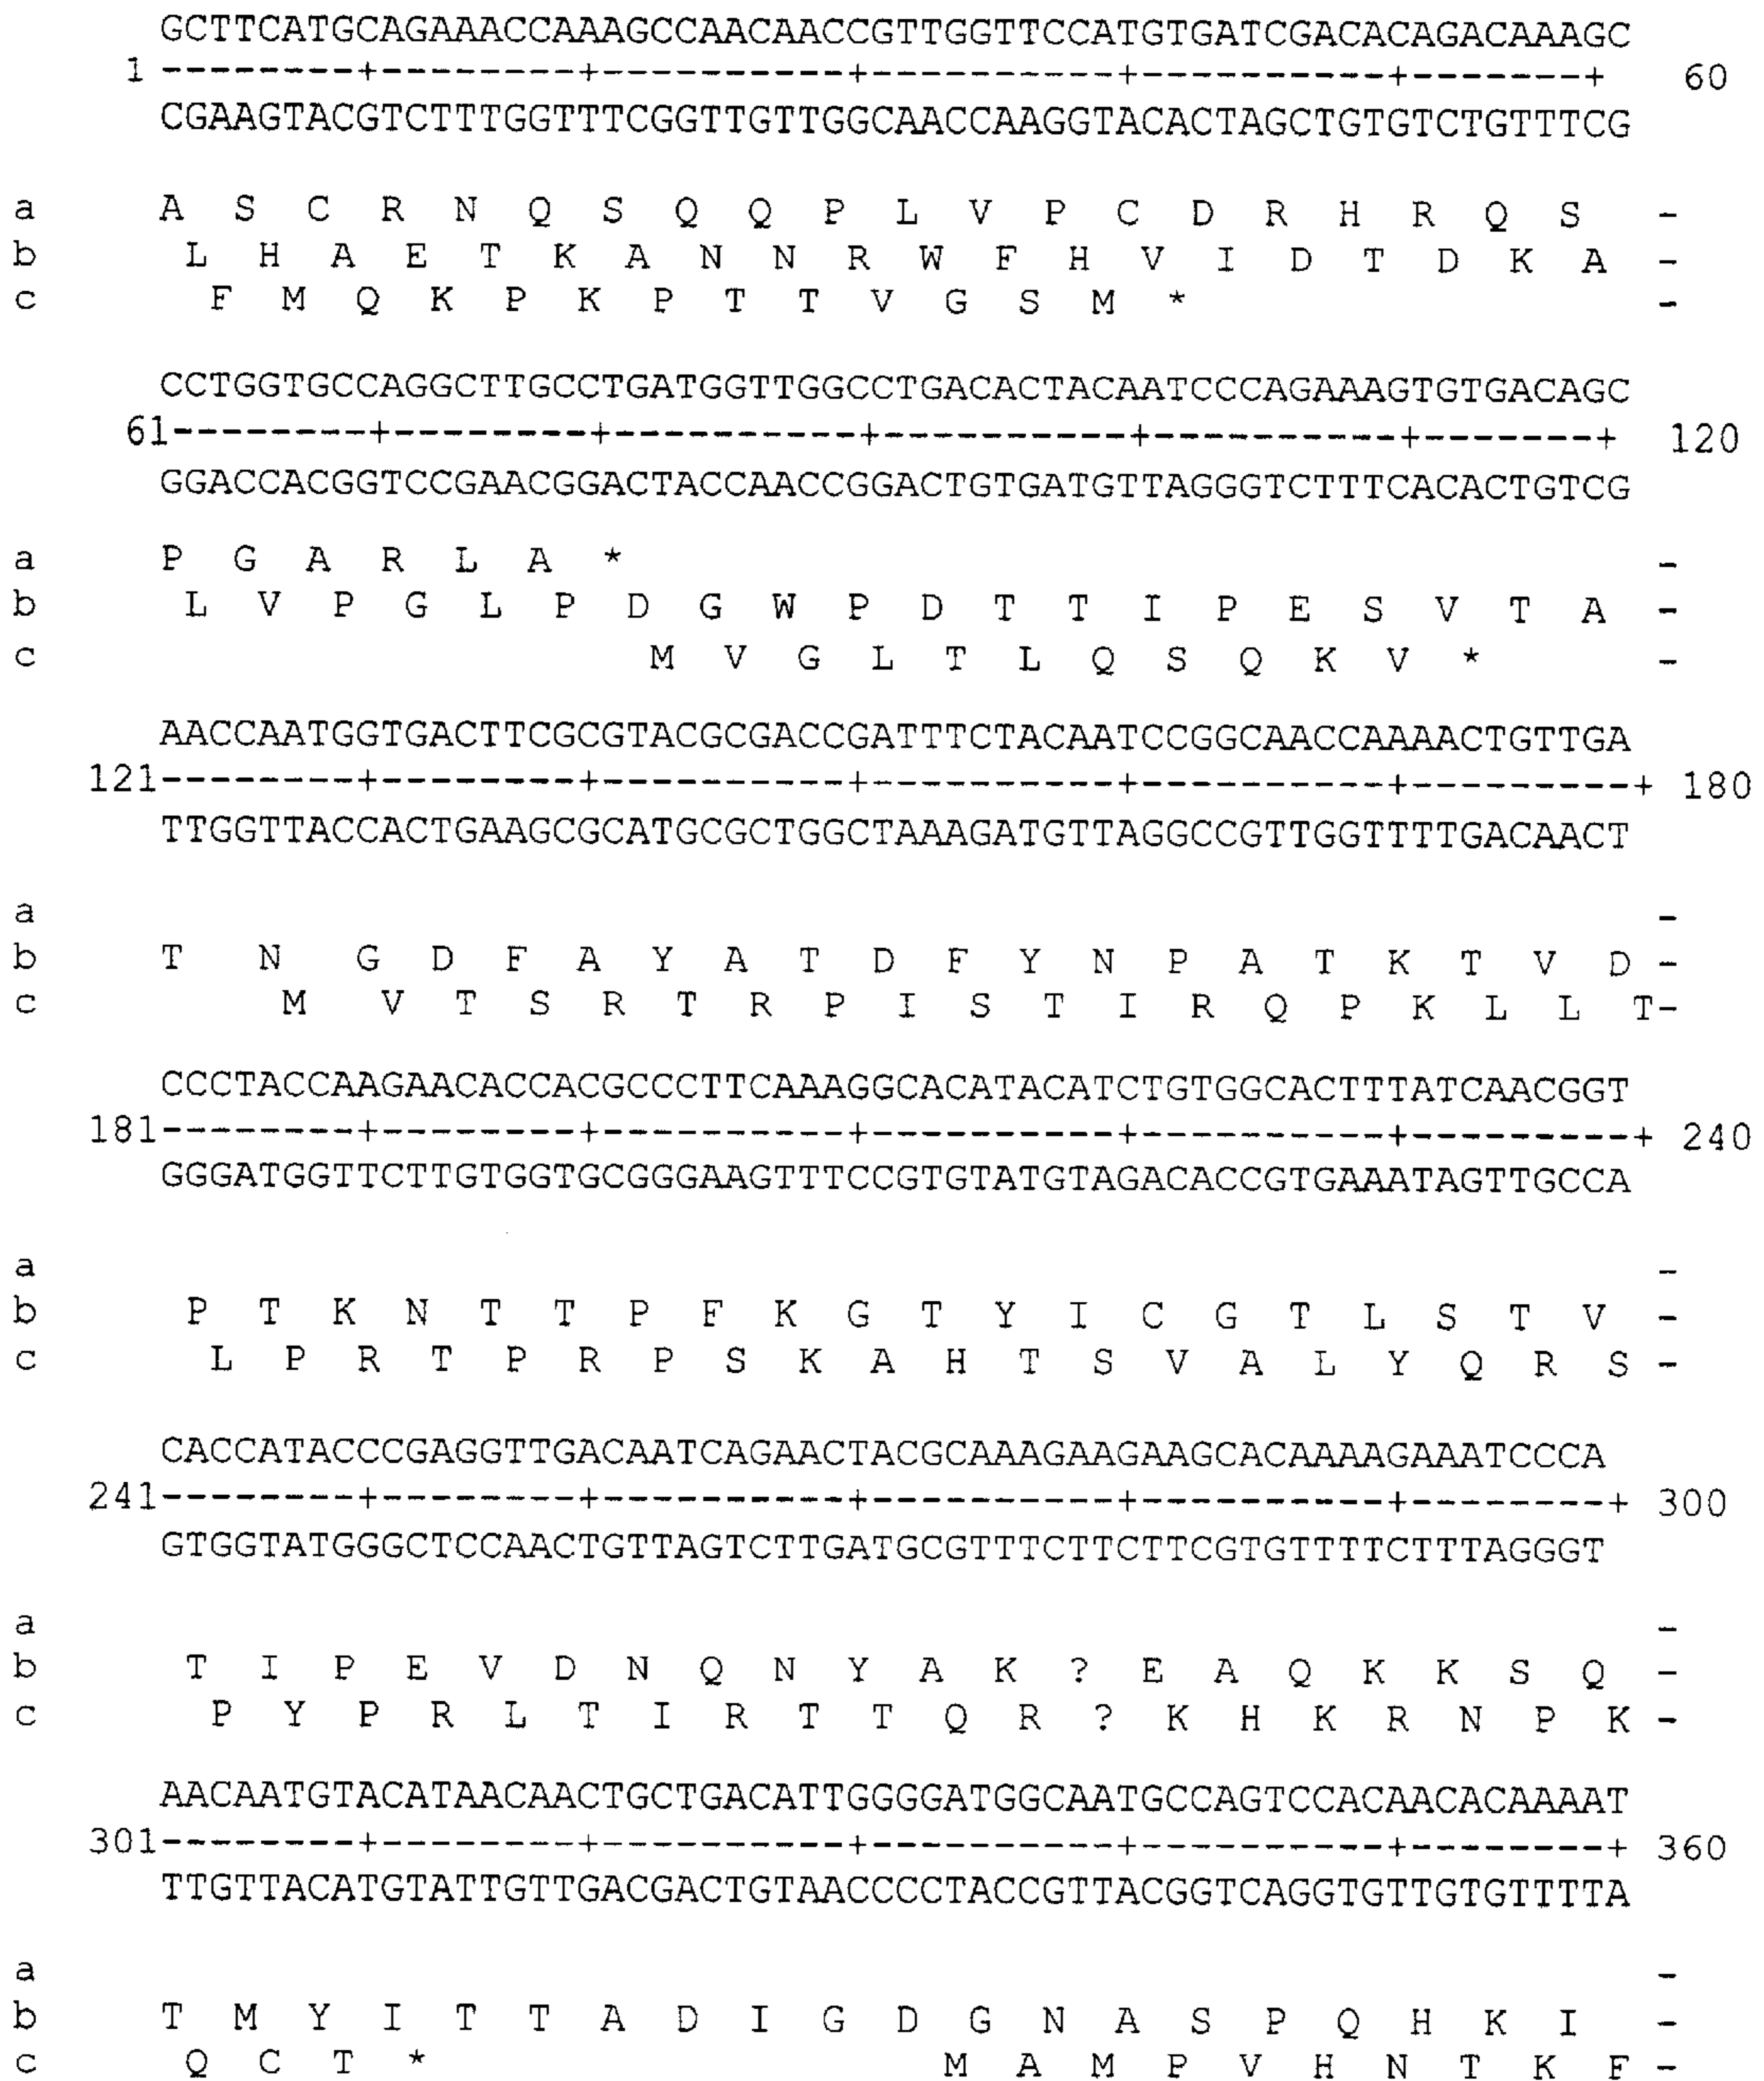 GCTTCATGCAGAAACCAAAGCCAACAACCGTTGGTTCCATGTGATCGACACAGACAAAGC
1 --------+--------+----------+----------+----------+-------+ 60
CGAAGTACGTCTTTGGTTTCGGTTGTTGGCAACCAAGGTACACTAGCTGTGTCTGTTTCG
a A S C R N Q S Q Q P L V P C D R H R Q S -
b L H A E T K A N N R W F H V I D T D K A -
c F M Q K P K P T T V G S M * -
CCTGGTGCCAGGCTTGCCTGATGGTTGGCCTGACACTACAATCCCAGAAAGTGTGACAGC
61--------+--------+----------+----------+----------+-------+ 120
GGACCACGGTCCGAACGGACTACCAACCGGACTGTGATGTTAGGGTCTTTCACACTGTCG
a P G A R L A * -
b L V P G L P D G W P D T T I P E S V T A -
c M V G L T L Q S Q K V * -
AACCAATGGTGACTTCGCGTACGCGACCGATTTCTACAATCCGGCAACCAAAACTGTTGA
121--------+--------+----------+----------+----------+---------+ 180
TTGGTTACCACTGAAGCGCATGCGCTGGCTAAAGATGTTAGGCCGTTGGTTTTGACAACT
a -
b T N G D F A Y A T D F Y N P A T K T V D -
c M V T S R T R P I S T I R Q P K L L T-
CCCTACCAAGAACACCACGCCCTTCAAAGGCACATACATCTGTGGCACTTTATCAACGGT
181--------+--------+----------+----------+----------+---------+ 240
GGGATGGTTCTTGTGGTGCGGGAAGTTTCCGTGTATGTAGACACCGTGAAATAGTTGCCA
a -
b P T K N T T P F K G T Y I C G T L S T V -
c L P R T P R P S K A H T S V A L Y Q R S -
CACCATACCCGAGGTTGACAATCAGAACTACGCAAAGAAGAAGCACAAAAGAAATCCCA
241--------+--------+----------+----------+----------+--------+ 300
GTGGTATGGGCTCCAACTGTTAGTCTTGATGCGTTTCTTCTTCGTGTTTTCTTTAGGGT
a -
b T I P E V D N Q N Y A K ? E A Q K K S Q -
c P Y P R L T I R T T Q R ? K H K R N P K -
AACAATGTACATAACAACTGCTGACATTGGGGATGGCAATGCCAGTCCACAACACAAAAT
301--------+--------+----------+----------+----------+--------+ 360
TTGTTACATGTATTGTTGACGACTGTAACCCCTACCGTTACGGTCAGGTGTTGTGTTTTA
a -
b T M Y I T T A D I G D G N A S P Q H K I -
c Q C T * M A M P V H N T K F -